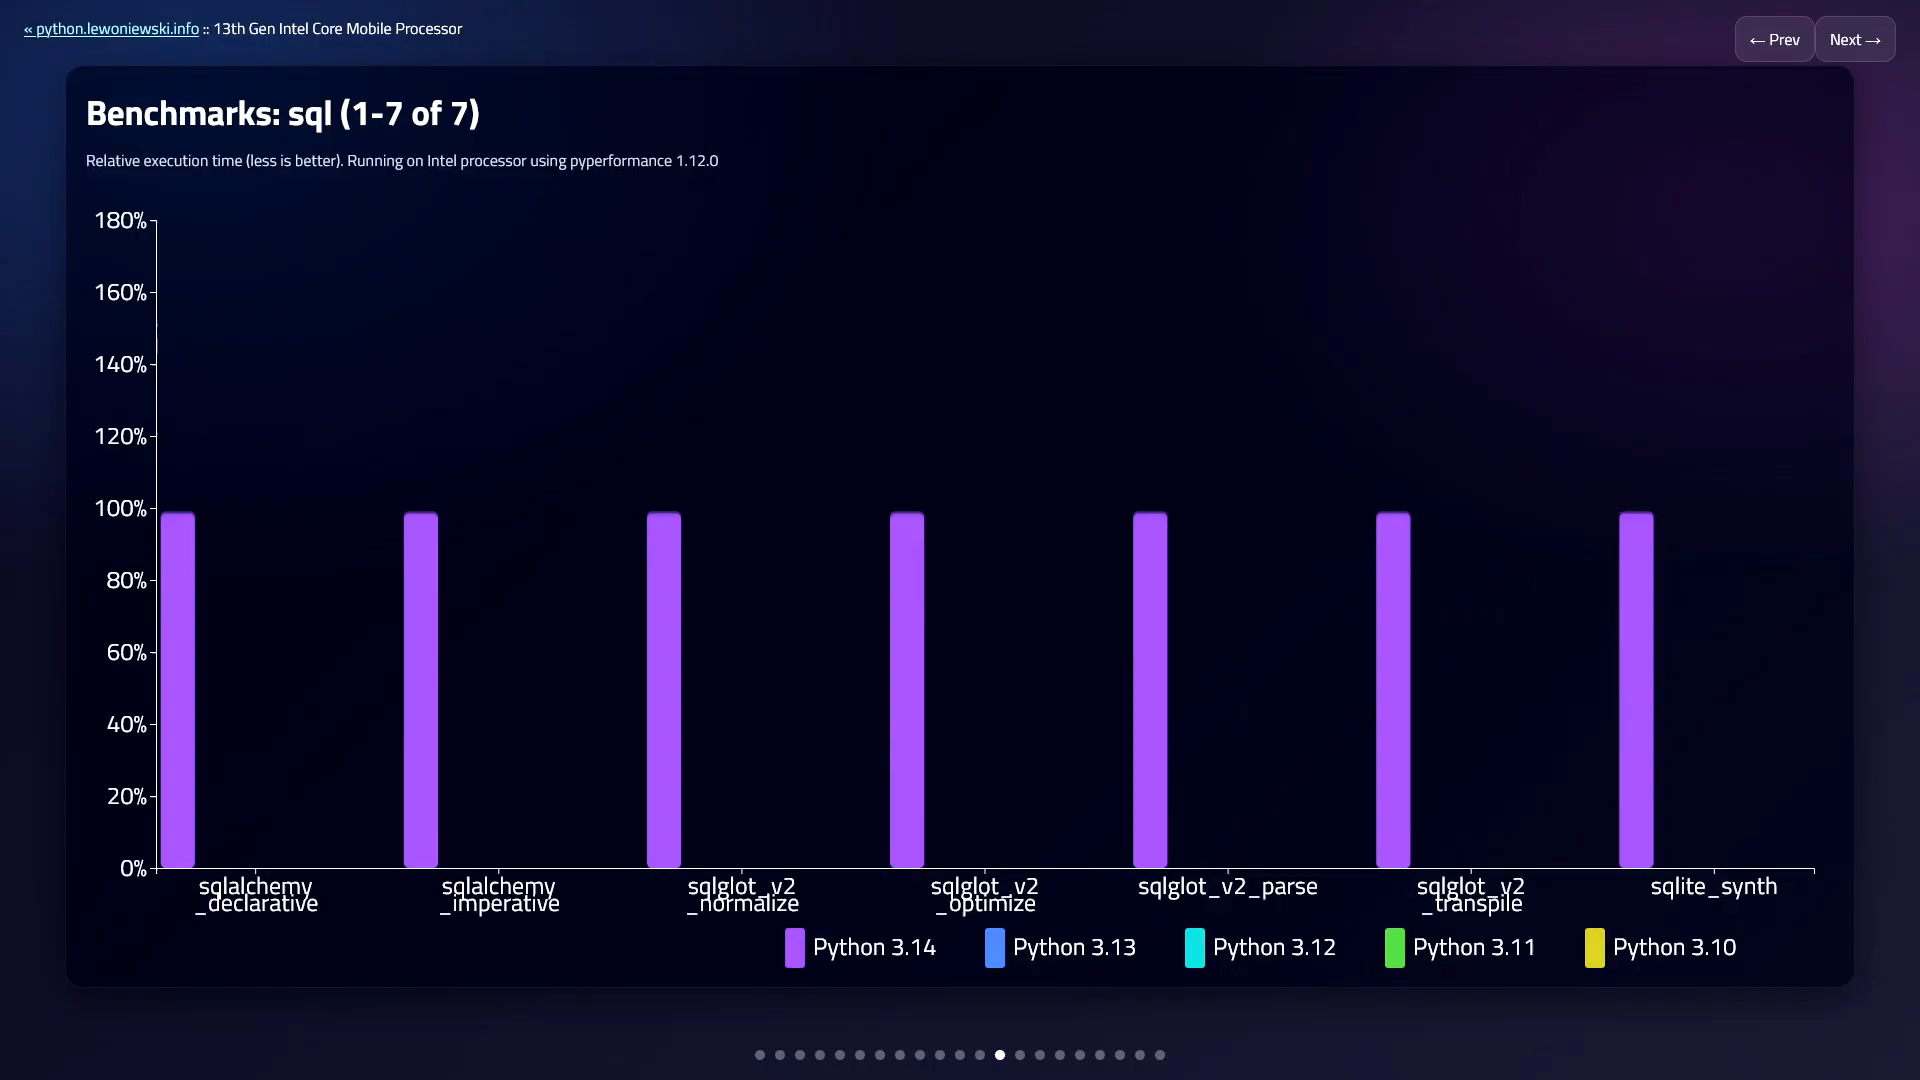 « python.lewoniewski.info :: 13th Gen Intel Core Mobile Processor
← Prev
Next →
Benchmarks: sql (1-7 of 7)
Relative execution time (less is better). Running on Intel processor using pyperformance 1.12.0
180%
160%
140%
120%
100%
80%
60%
40%
20%
0%
sqlalchemy
_declarative
sqlalchemy
_imperative
sqlglot_v2
_normalize
sqlglot_v2
_optimize
sqlglot_v2_parse
sqlglot_v2
_transpile
sqlite_synth
Python 3.14
Python 3.13
Python 3.12
Python 3.11
Python 3.10